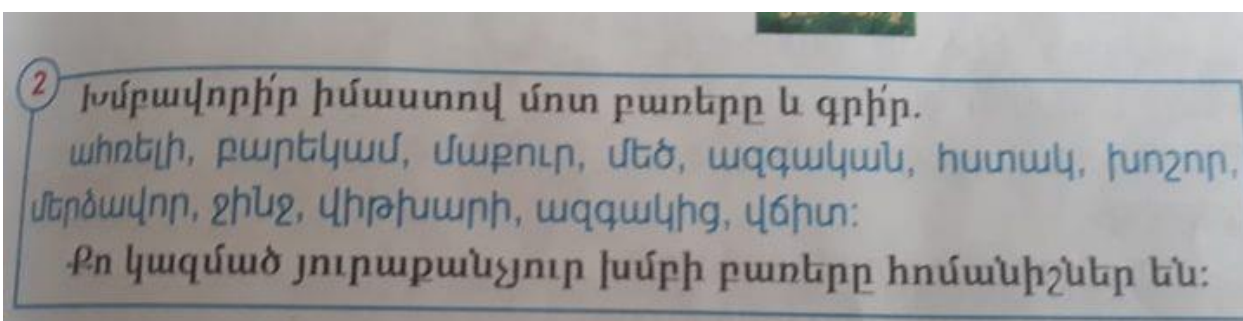 2
Խմբավորի՛ր իմաստով մոտ բառերը և գրի՛ր.
ահռելի, բարեկամ, մաքուր, մեծ, ազգական, հստակ, խոշոր,
մերձավոր, ջինջ, վիթխարի, ազգակից, վճիտ:
Քո կազմած յուրաքանչյուր խմբի բառերը հոմանիշներ են: